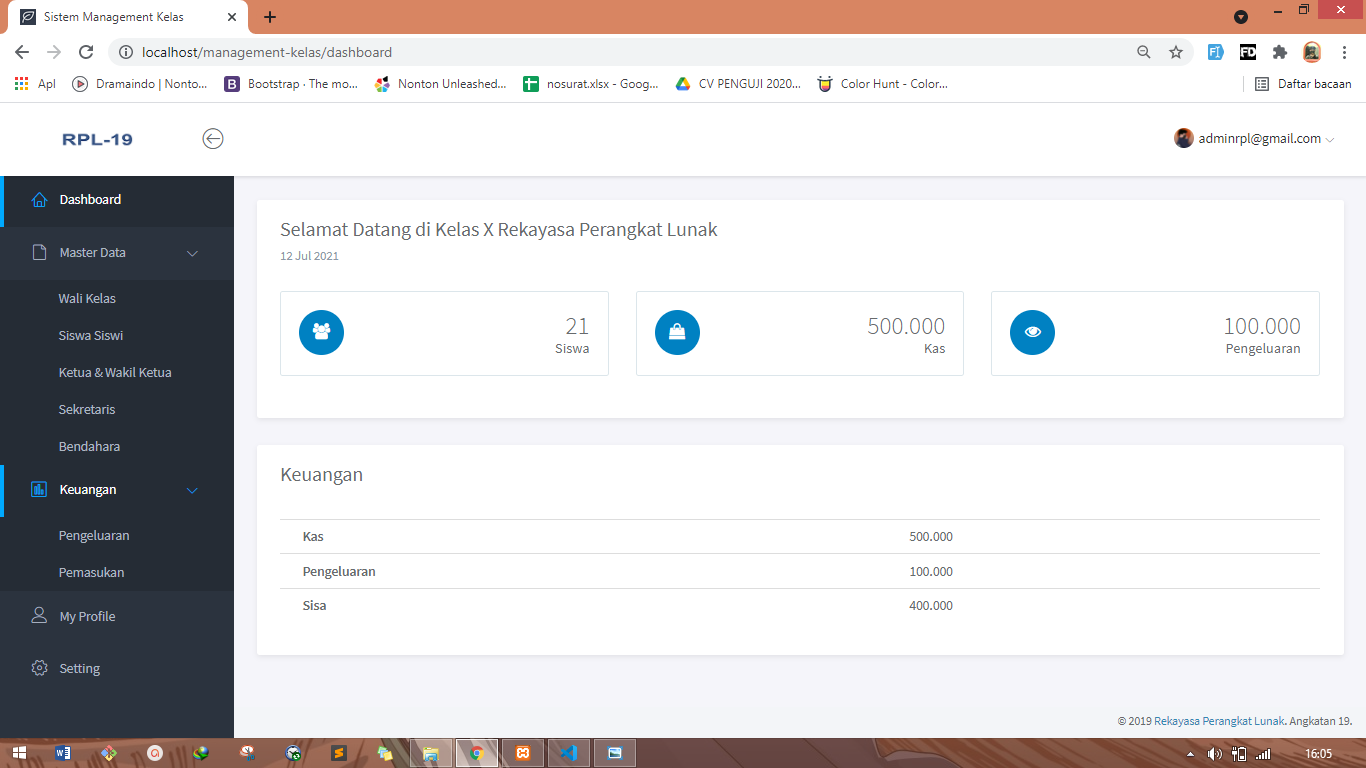 Sistem Management Kelas
localhost/management-kelas/dashboard
Apl
Dramaindo | Nonto...
Bootstrap · The mo...
Nonton Unleashed...
nosurat.xlsx - Goog...
CV PENGUJI 2020...
Color Hunt - Color...
Daftar bacaan
RPL-19
adminrpl@gmail.com
Dashboard
Master Data
Wali Kelas
Siswa Siswi
Ketua & Wakil Ketua
Sekretaris
Bendahara
Keuangan
Pengeluaran
Pemasukan
My Profile
Setting
Selamat Datang di Kelas X Rekayasa Perangkat Lunak
12 Jul 2021
21
Siswa
500.000
Kas
100.000
Pengeluaran
Keuangan
Kas 500.000
Pengeluaran 100.000
Sisa 400.000
© 2019 Rekayasa Perangkat Lunak. Angkatan 19.
16:05